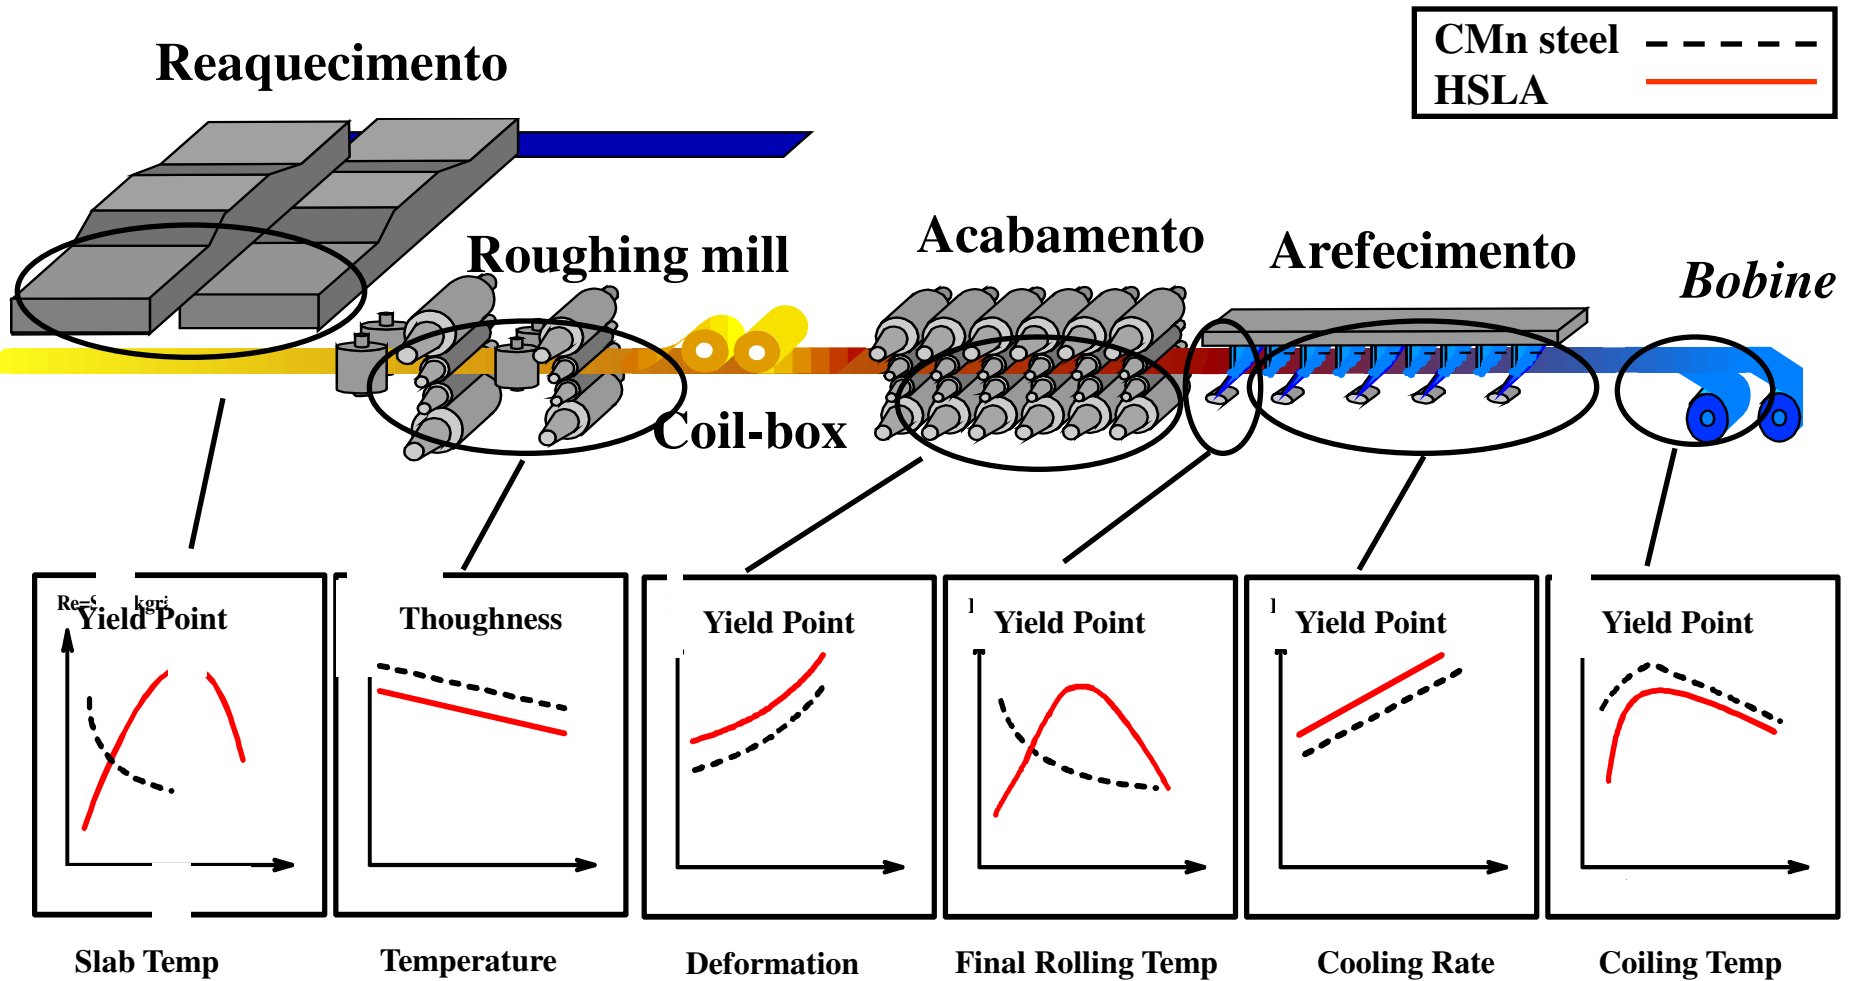 CMn steel
HSLA
Reaquecimento
Roughing mill
Acabamento
Arefecimento
Bobine
Coil-box
Yield Point
Thoughness
Yield Point
Yield Point
Yield Point
Yield Point
Slab Temp
Temperature
Deformation
Final Rolling Temp
Cooling Rate
Coiling Temp